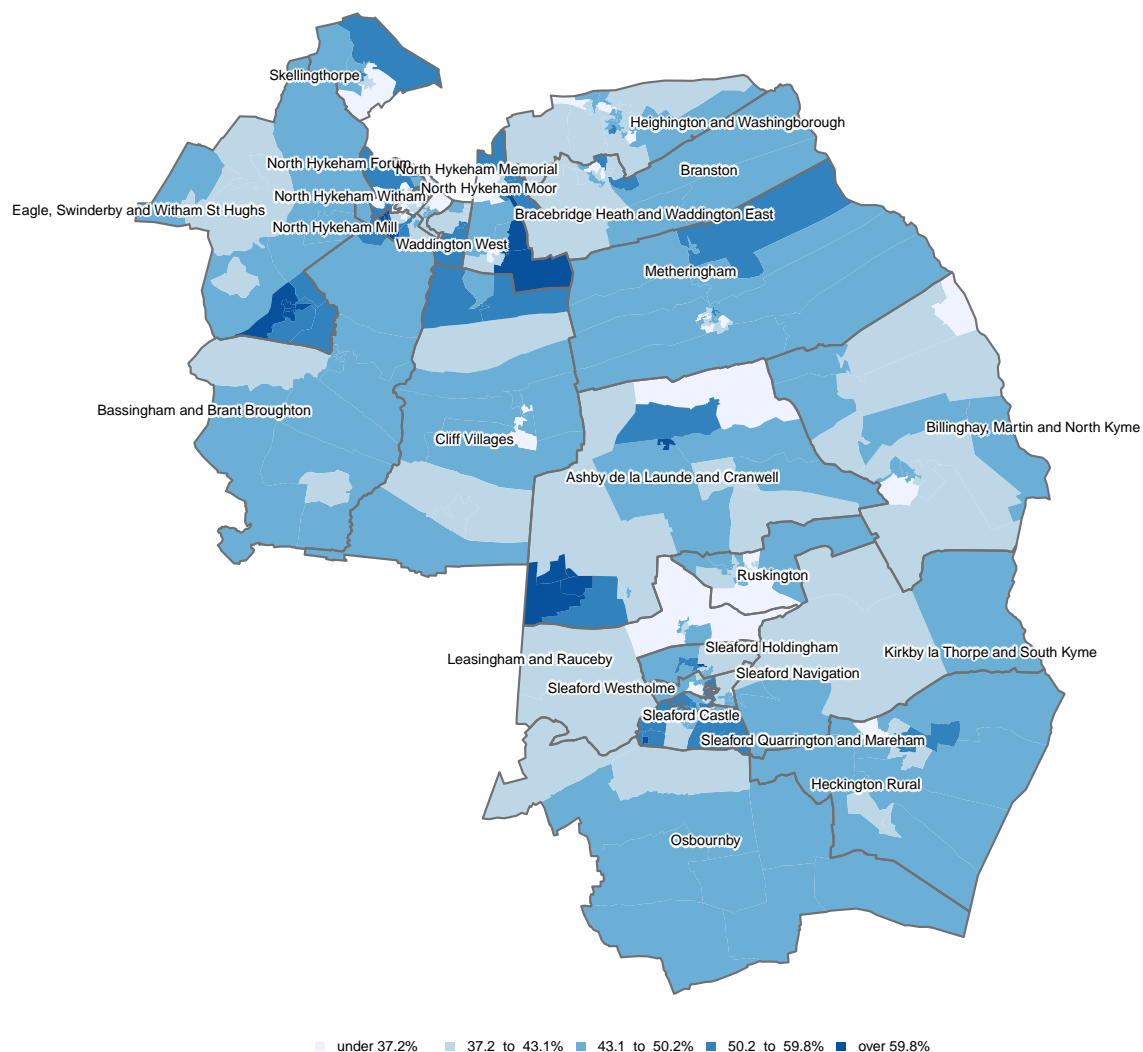 Skellingthorpe
Heighington and Washingborough
North Hykeham Forum
North Hykeham Memorial
Branston
North Hykeham Moor
North Hykeham Witham
Eagle, Swinderby and Witham St Hughs
Bracebridge Heath and Waddington East
North Hykeham Mill
Waddington West
Metheringham
Bassingham and Brant Broughton
Billinghay, Martin and North Kyme
Cliff Villages
Ashby de la Launde and Cranwell
Ruskington
Sleaford Holdingham
Kirkby la Thorpe and South Kyme
Leasingham and Rauceby
Sleaford Navigation
Sleaford Westholme
Sleaford Castle
Sleaford Quarrington and Mareham
Heckington Rural
Osbournby
under 37.2% 37.2 to 43.1% 43.1 to 50.2% 50.2 to 59.8% over 59.8%